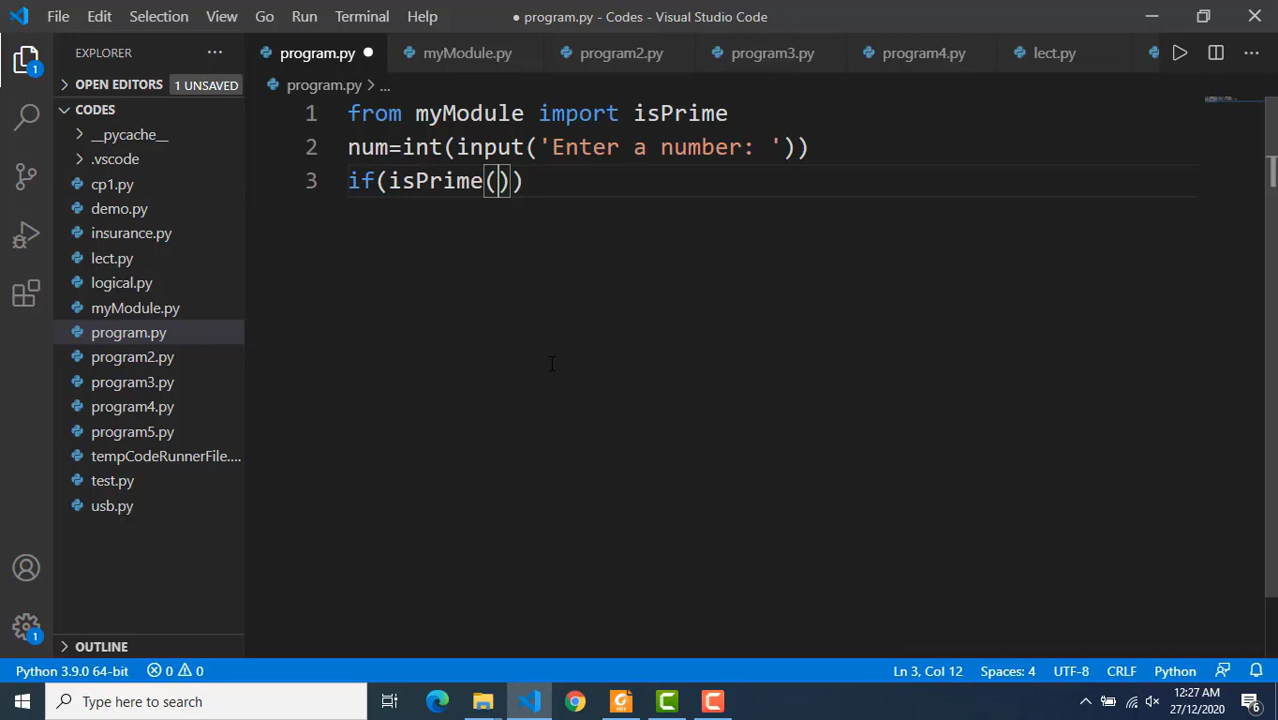 File Edit Selection View Go Run Terminal Help ● program.py - Codes - Visual Studio Code
EXPLORER ...
OPEN EDITORS 1 UNSAVED
CODES
__pycache__
.vscode
cp1.py
demo.py
insurance.py
lect.py
logical.py
myModule.py
program.py
program2.py
program3.py
program4.py
program5.py
tempCodeRunnerFile....
test.py
usb.py
OUTLINE
program.py ● myModule.py program2.py program3.py program4.py lect.py
program.py > ...
1 from myModule import isPrime
2 num=int(input('Enter a number: '))
3 if(isPrime())
1
1
Python 3.9.0 64-bit 0 0 Ln 3, Col 12 Spaces: 4 UTF-8 CRLF Python
Type here to search
12:27 AM
27/12/2020
6